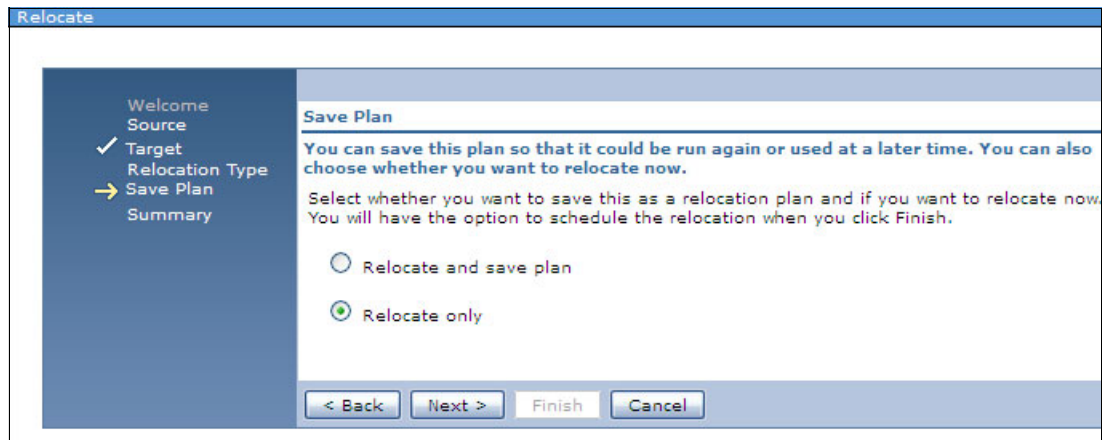 Relocate
Welcome
Source
Target
Relocation Type
Save Plan
Summary
Save Plan
You can save this plan so that it could be run again or used at a later time. You can also
choose whether you want to relocate now.
Select whether you want to save this as a relocation plan and if you want to relocate now.
You will have the option to schedule the relocation when you click Finish.
Relocate and save plan
Relocate only
< Back Next > Finish Cancel